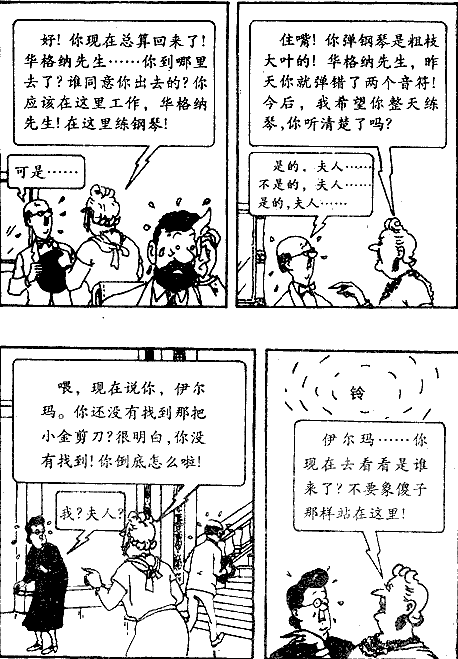 好！你现在总算回来了！
华格纳先生……你到哪里
去了？谁同意你出去的？你
应该在这里工作，华格纳
先生！在这里练钢琴！
可是……
住嘴！你弹钢琴是粗枝
大叶的！华格纳先生，昨
天你就弹错了两个音符！
今后，我希望你整天练
琴，你听清楚了吗？
是的，夫人……
不是的，夫人……
是的，夫人……
喂，现在说你，伊尔
玛。你还没有找到那把
小金剪刀？很明白，你没
有找到！你倒底怎么啦！
我？夫人？
铃
伊尔玛……你
现在去看看是谁
来了？不要象傻子
那样站在这里！